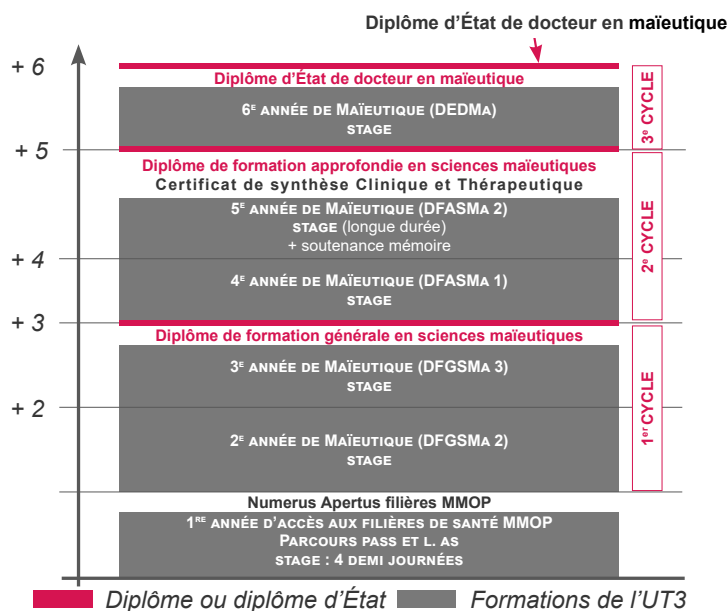 Diplôme d’État de docteur en maïeutique
+ 6
Diplôme d’État de docteur en maïeutique
6E ANNÉE DE MAÏEUTIQUE (DEDMA)
STAGE
3e CYCLE
+ 5
Diplôme de formation approfondie en sciences maïeutiques
Certificat de synthèse Clinique et Thérapeutique
5E ANNÉE DE MAÏEUTIQUE (DFASMA 2)
STAGE (longue durée)
+ soutenance mémoire
2e CYCLE
+ 4
4E ANNÉE DE MAÏEUTIQUE (DFASMA 1)
STAGE
+ 3
Diplôme de formation générale en sciences maïeutiques
3E ANNÉE DE MAÏEUTIQUE (DFGSMA 3)
STAGE
1er CYCLE
+ 2
2E ANNÉE DE MAÏEUTIQUE (DFGSMA 2)
STAGE
Numerus Apertus filières MMOP
1RE ANNÉE D’ACCÈS AUX FILIÈRES DE SANTÉ MMOP
PARCOURS PASS ET L. AS
STAGE : 4 DEMI JOURNÉES
Diplôme ou diplôme d’État
Formations de l’UT3